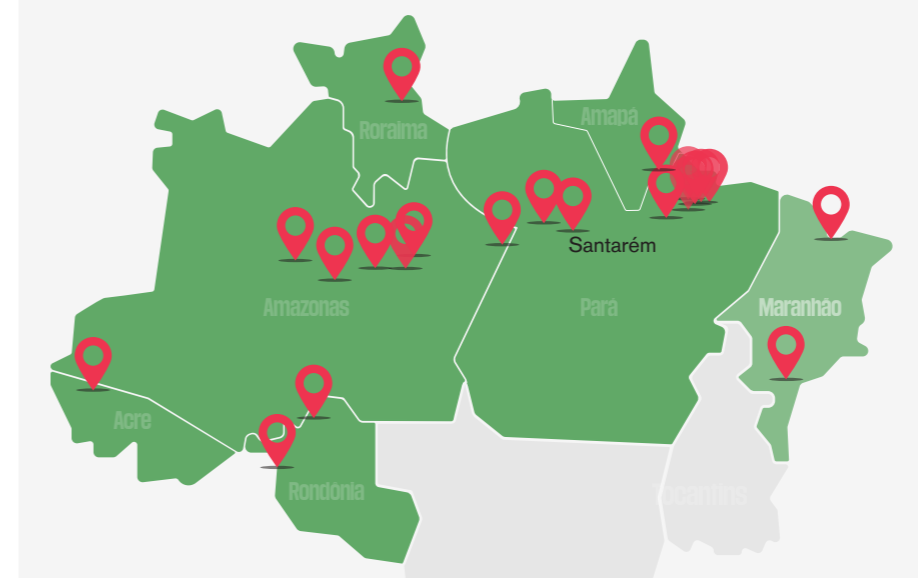 Amapá
Roraima
Santarém
Amazonas
Pará
Maranhão
Acre
Rondônia
Tocantins